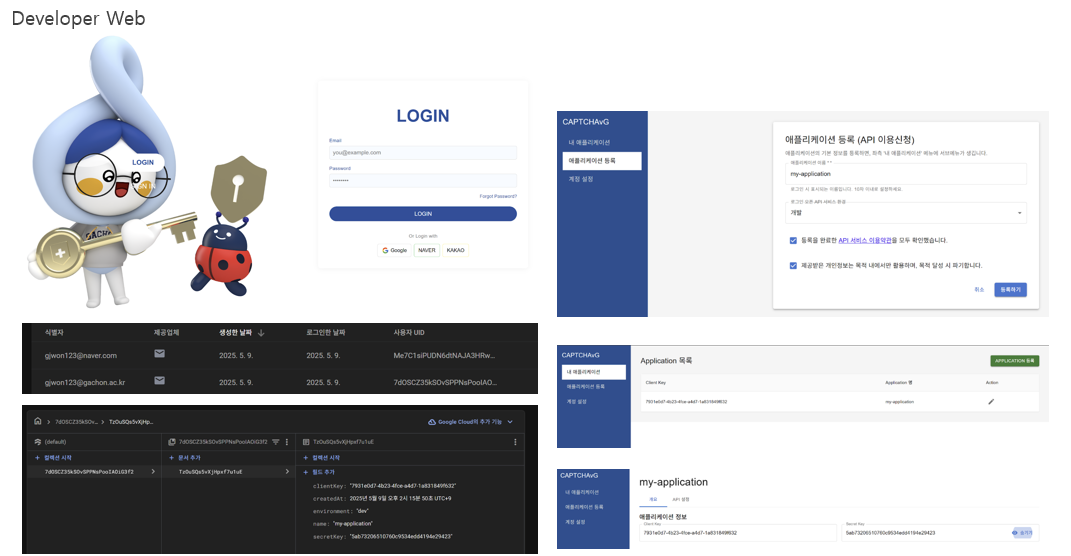 Developer Web
LOGIN
SIGN IN
GACHON
LOGIN
Email
you@example.com
Password
••••••••
Forgot Password?
LOGIN
Or Login with
Google NAVER KAKAO
식별자 제공업체 생성한 날짜 ↓ 로그인한 날짜 사용자 UID
gjwon123@naver.com 2025. 5. 9. 2025. 5. 9. Me7C1siPUDN6dtNAJA3HRw...
gjwon123@gachon.ac.kr 2025. 5. 9. 2025. 5. 9. 7dOSCZ35kSOvSPPNsPooIAO...
7dOSCZ35kSOv... > TzOuSQs5vXjHpx... Google Cloud의 추가 기능
(default) 7dOSCZ35kSOvSPPNsPooIAOiG3f2 TzOuSQs5vXjHpxf7u1uE
+ 컬렉션 시작 + 문서 추가 + 컬렉션 시작
7dOSCZ35kSOvSPPNsPooIAOiG3f2 TzOuSQs5vXjHpxf7u1uE + 필드 추가
clientKey: "7931e0d7-4b23-4fce-a4d7-1a831849f632"
createdAt: 2025년 5월 9일 오후 2시 15분 50초 UTC+9
environment: "dev"
name: "my-application"
secretKey: "5ab73206510760c9534edd4194e29423"
CAPTCHAvG
내 애플리케이션
애플리케이션 등록
계정 설정
애플리케이션 등록 (API 이용신청)
애플리케이션의 기본 정보를 등록하면, 좌측 '내 애플리케이션' 메뉴에 서브메뉴가 생깁니다.
애플리케이션 이름 **
my-application
로그인 시 표시되는 이름입니다. 10자 이내로 설정하세요.
로그인 오픈 API 서비스 환경
개발
등록을 완료한 API 서비스 이용약관을 모두 확인했습니다.
제공받은 개인정보는 목적 내에서만 활용하며, 목적 달성 시 파기합니다.
취소 등록하기
CAPTCHAvG
내 애플리케이션
애플리케이션 등록
계정 설정
Application 목록
APPLICATION 등록
Client Key Application 명 Action
7931e0d7-4b23-4fce-a4d7-1a831849f632 my-application
CAPTCHAvG
내 애플리케이션
애플리케이션 등록
계정 설정
my-application
개요 API 설정
애플리케이션 정보
Client Key Secret Key
7931e0d7-4b23-4fce-a4d7-1a831849f632 5ab73206510760c9534edd4194e29423 숨기기